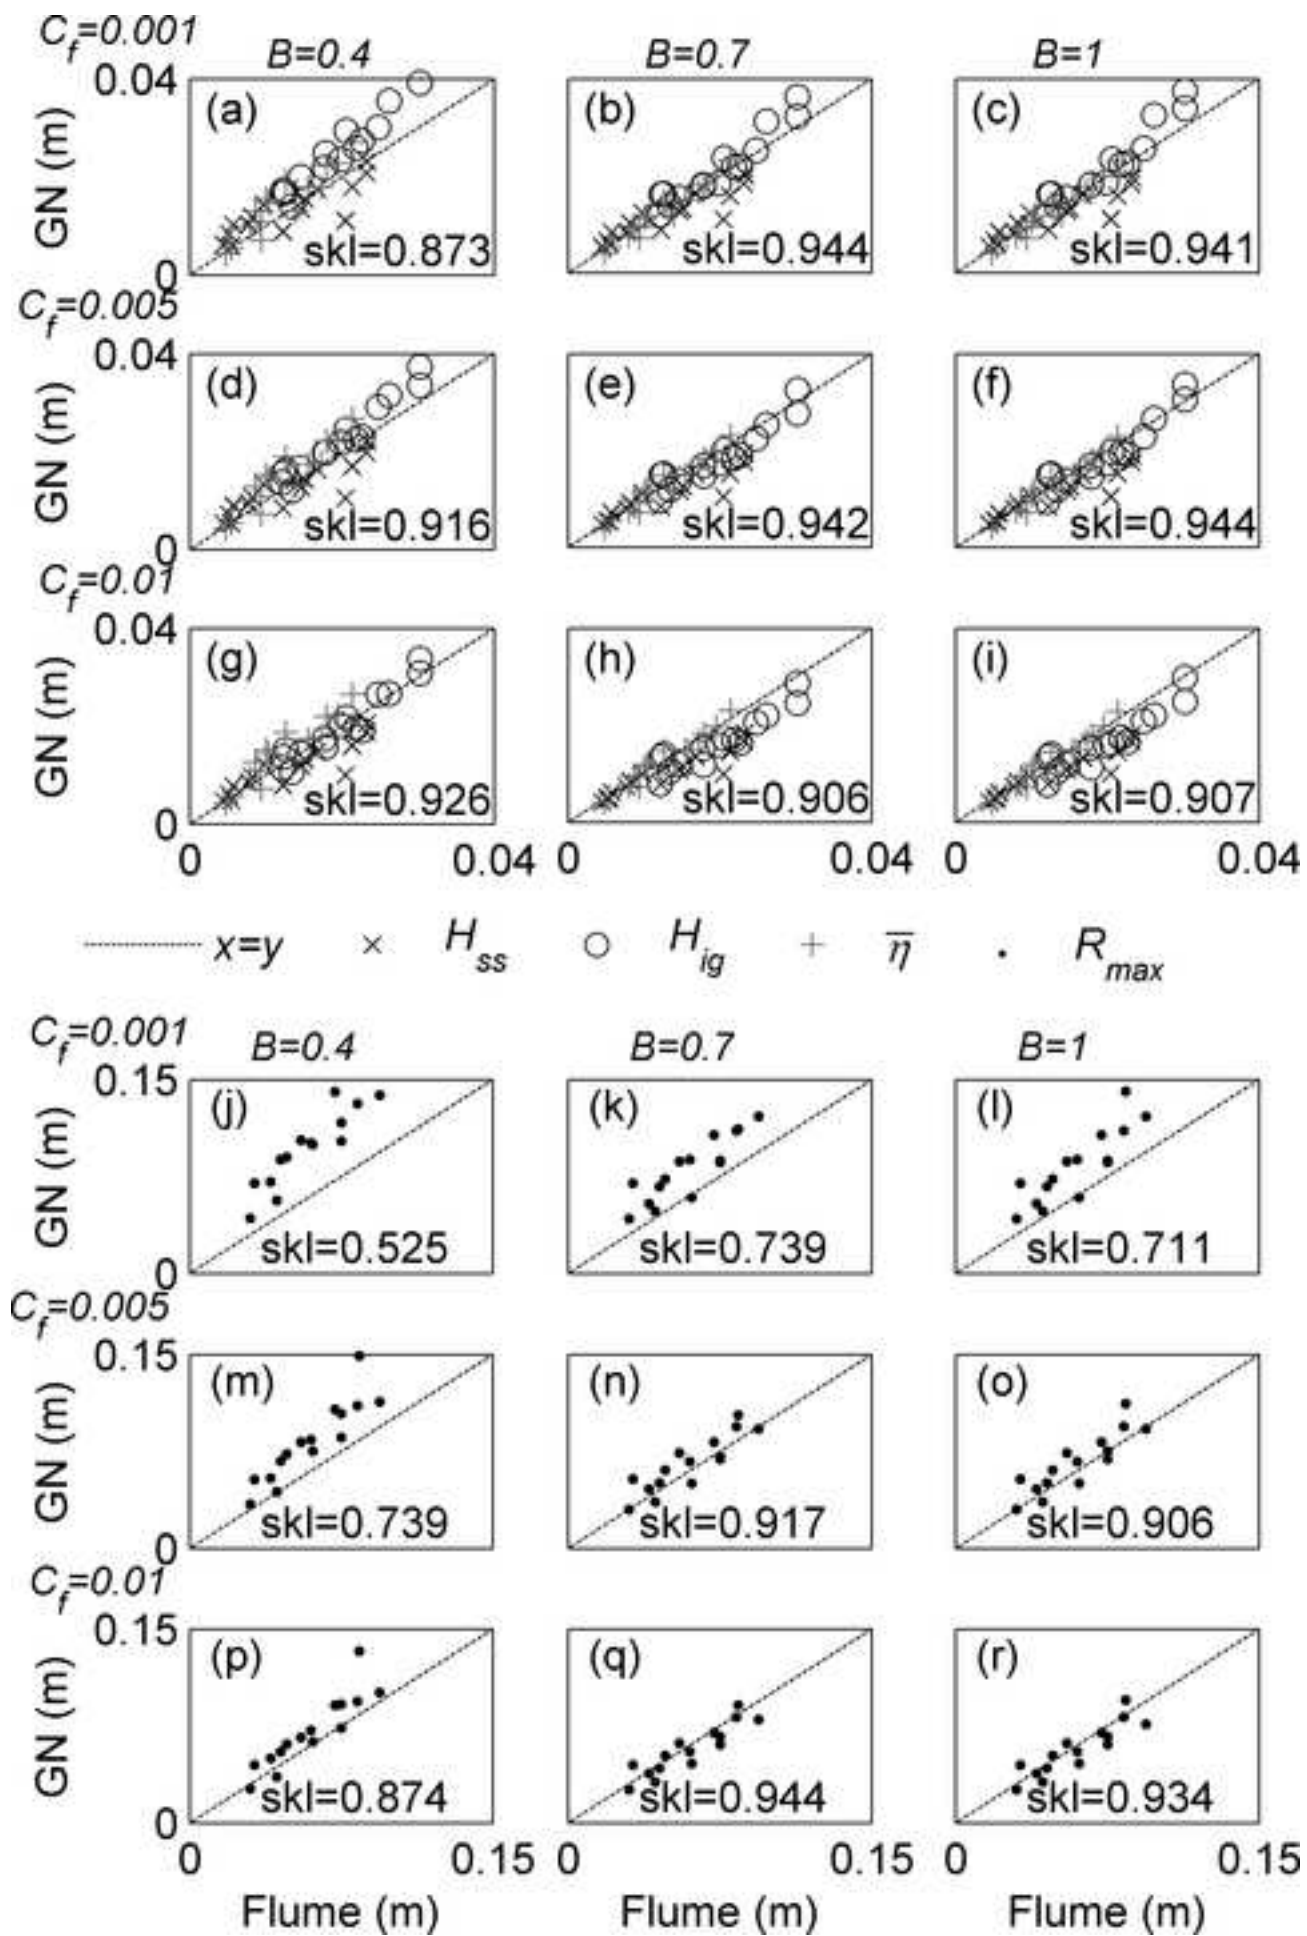 C_f=0.001
B=0.4 B=0.7 B=1
0.04
(a) (b) (c)
GN (m)
skl=0.873 skl=0.944 skl=0.941
0
C_f=0.005
0.04
(d) (e) (f)
GN (m)
skl=0.916 skl=0.942 skl=0.944
0
C_f=0.01
0.04
(g) (h) (i)
GN (m)
skl=0.926 skl=0.906 skl=0.907
0
0 0.04 0 0.04 0 0.04
x=y H_ss H_ig η̅ R_max
C_f=0.001
B=0.4 B=0.7 B=1
0.15
(j) (k) (l)
GN (m)
skl=0.525 skl=0.739 skl=0.711
0
C_f=0.005
0.15
(m) (n) (o)
GN (m)
skl=0.739 skl=0.917 skl=0.906
0
C_f=0.01
0.15
(p) (q) (r)
GN (m)
skl=0.874 skl=0.944 skl=0.934
0
0 0.15 0 0.15 0 0.15
Flume (m) Flume (m) Flume (m)